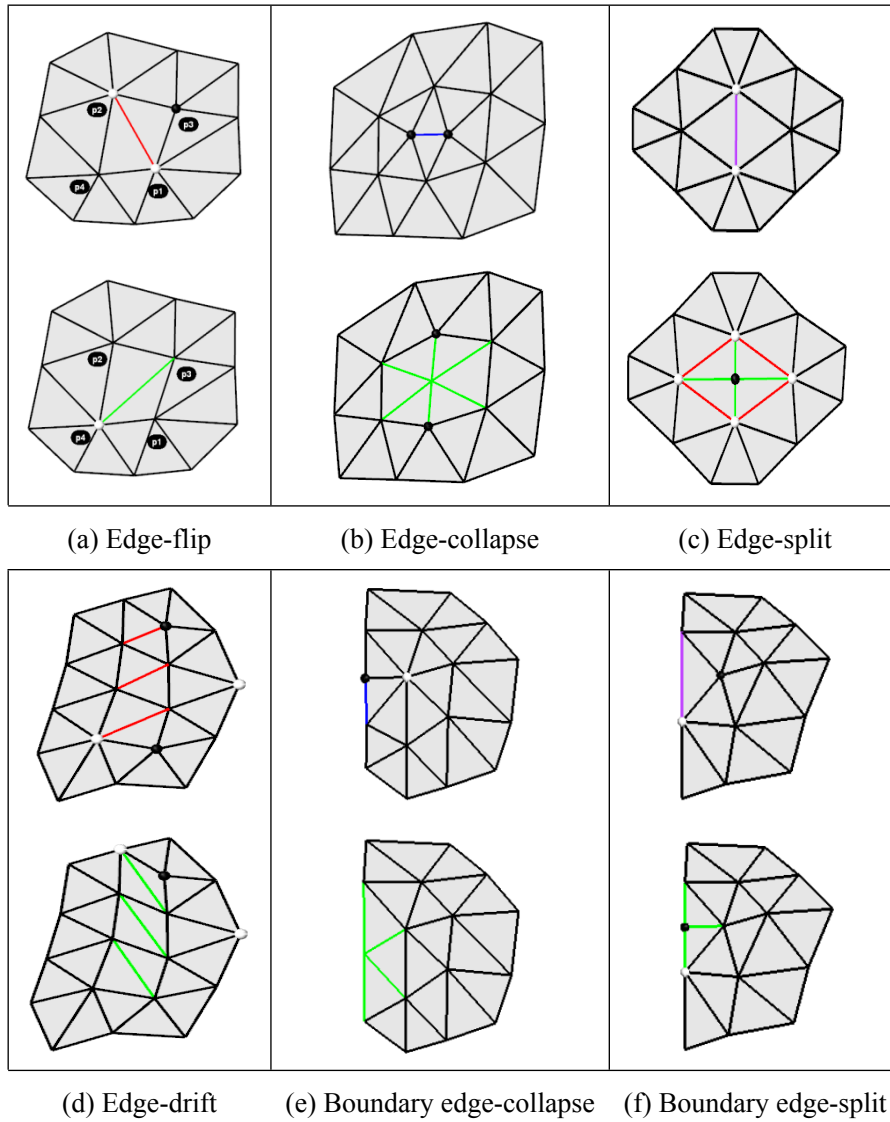 p2
p3
p4
p1
p2
p3
p4
p1
(a) Edge-flip
(b) Edge-collapse
(c) Edge-split
(d) Edge-drift
(e) Boundary edge-collapse
(f) Boundary edge-split